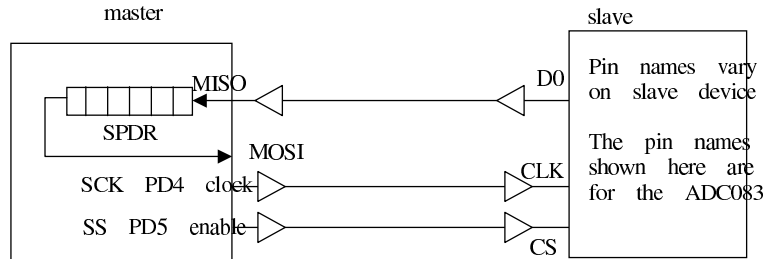 master
slave
MISO
D0
Pin names vary
on slave device
SPDR
MOSI
The pin names
shown here are
for the ADC083
CLK
SCK PD4 clock
SS PD5 enable
CS